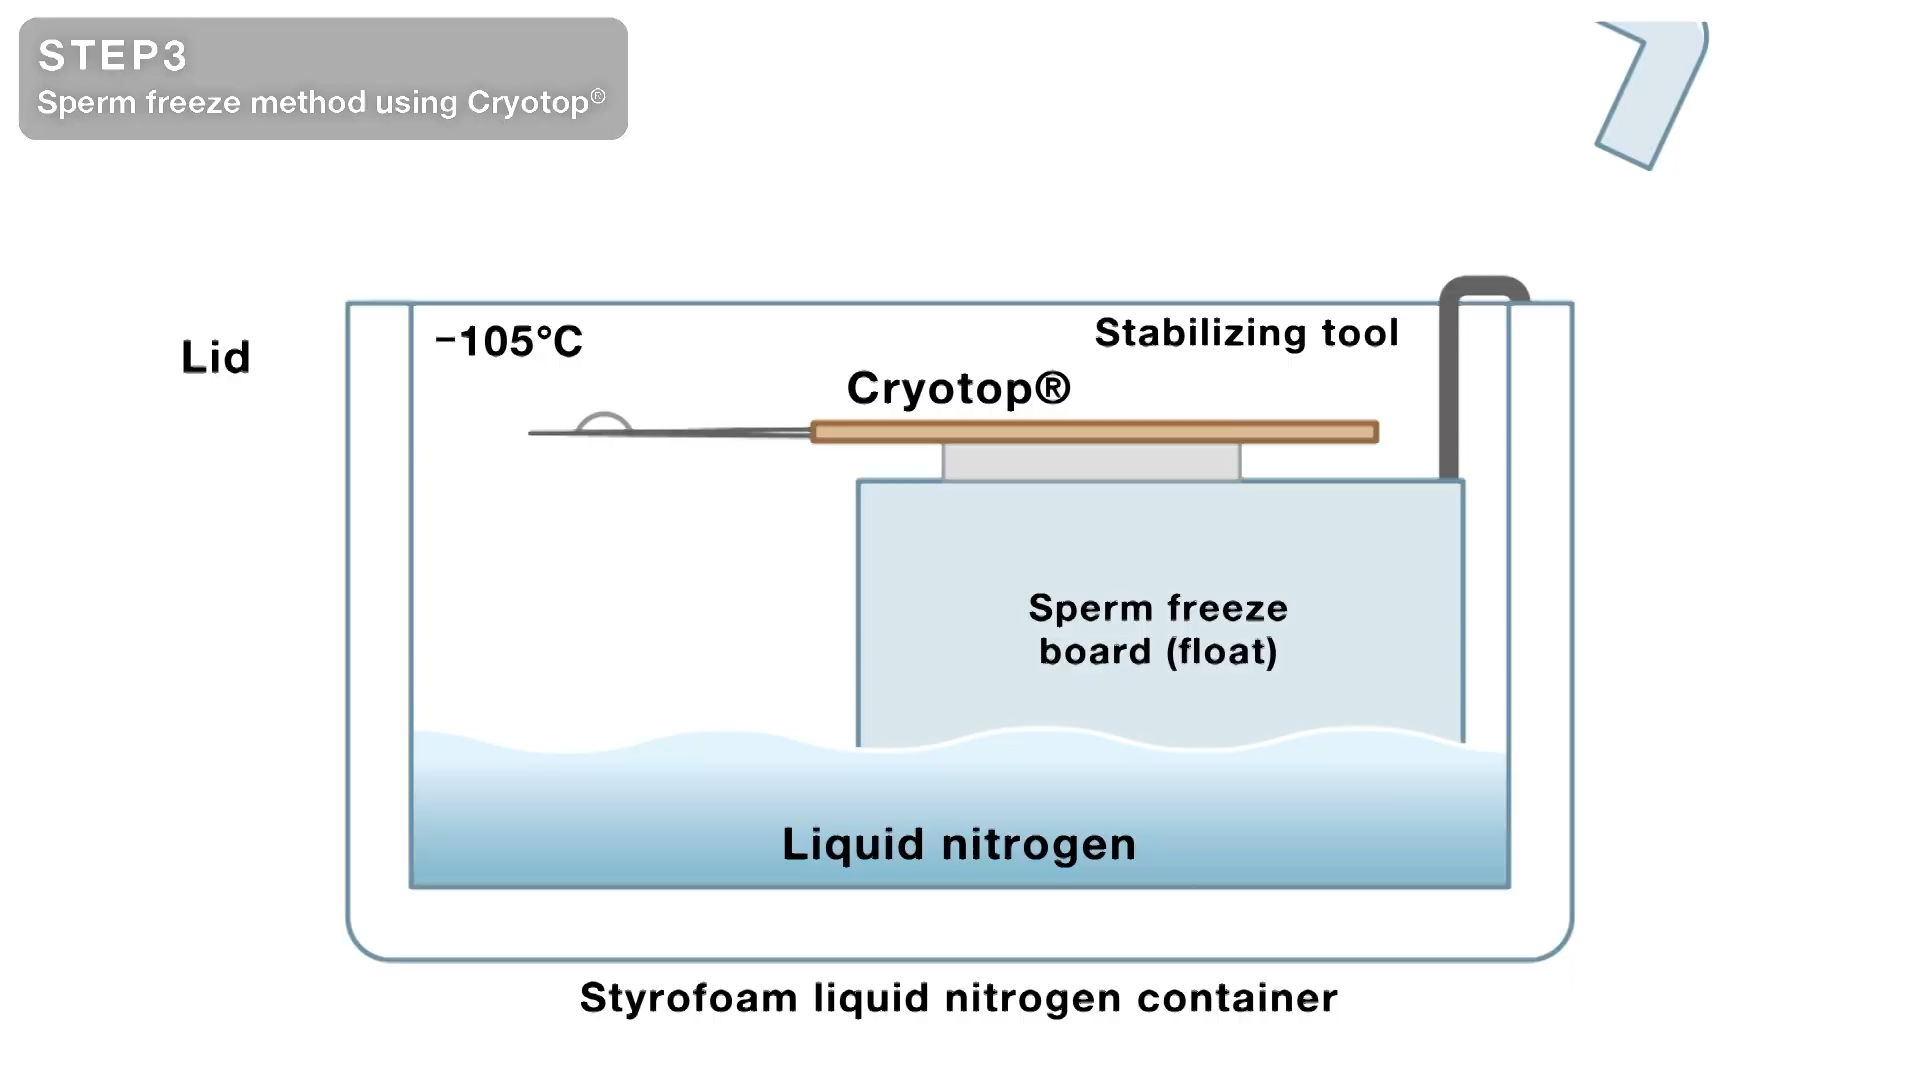 STEP3
Sperm freeze method using Cryotop®
Lid
−105°C
Stabilizing tool
Cryotop®
Sperm freeze
board (float)
Liquid nitrogen
Styrofoam liquid nitrogen container